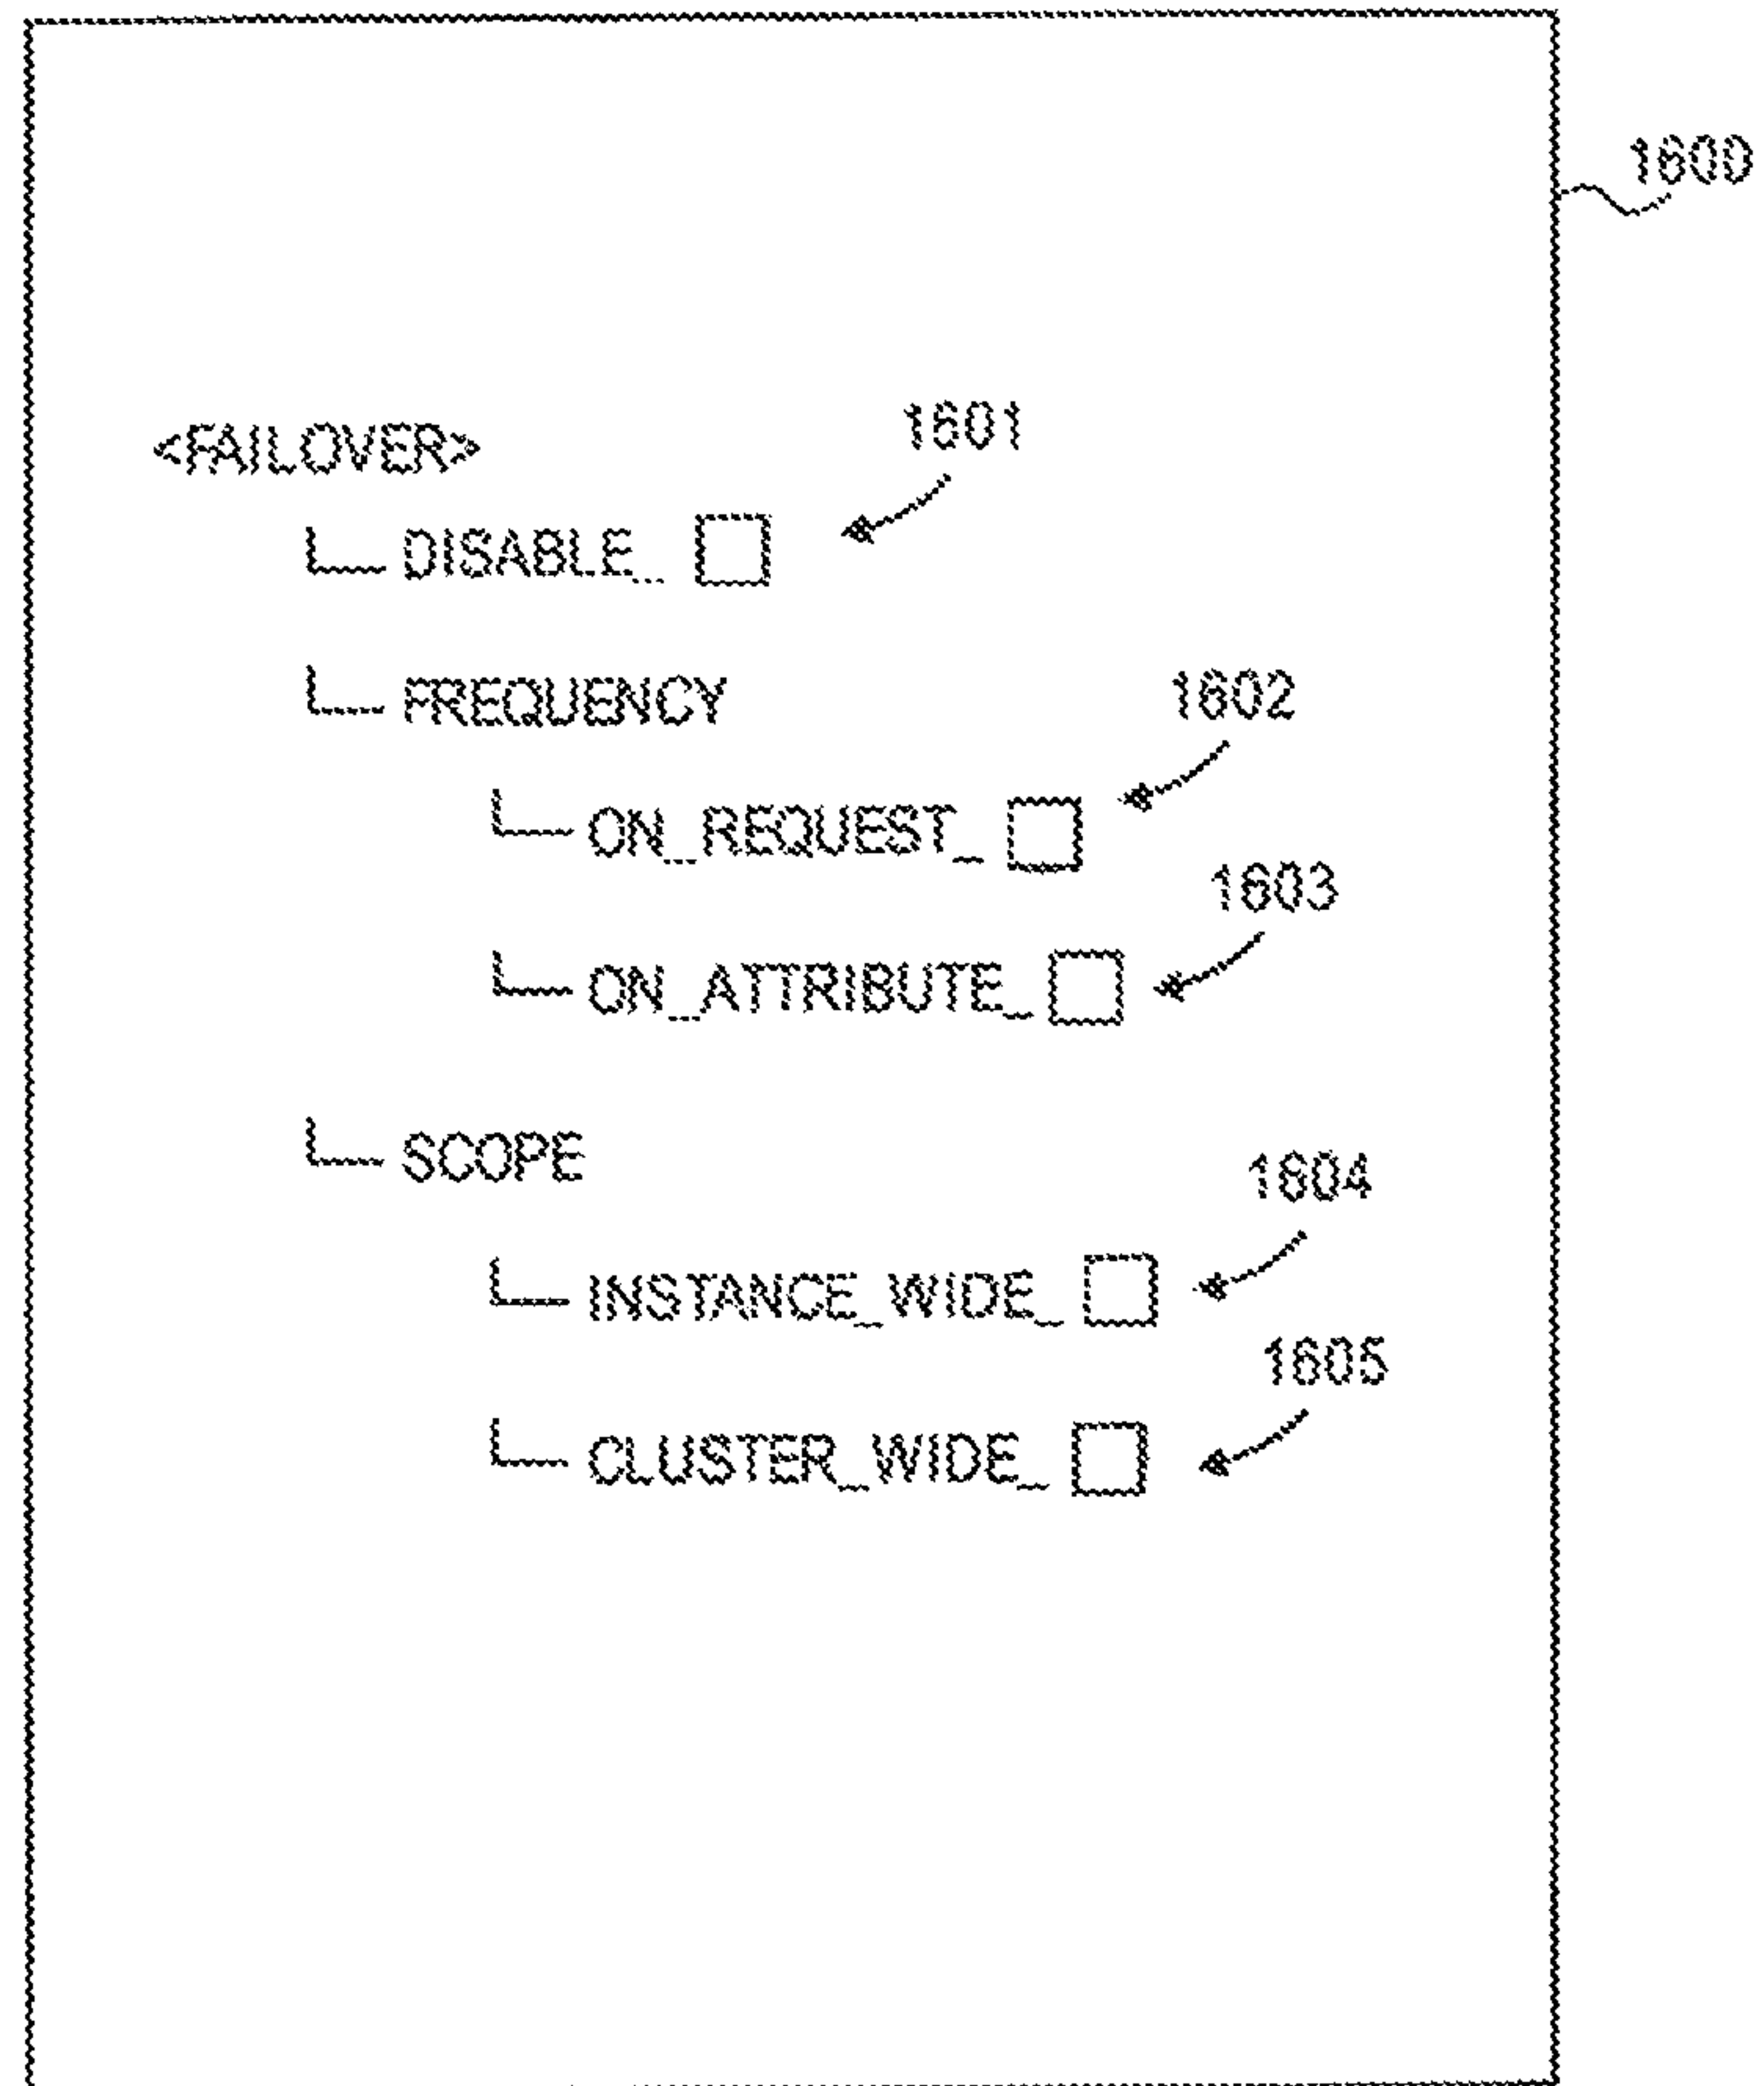 1600
<FAILOVER>
1601
DISABLE_
FREQUENCY
1602
ON_REQUEST_
1603
ON_ATTRIBUTE_
SCOPE
1604
INSTANCE_WIDE_
1605
CLUSTER_WIDE_